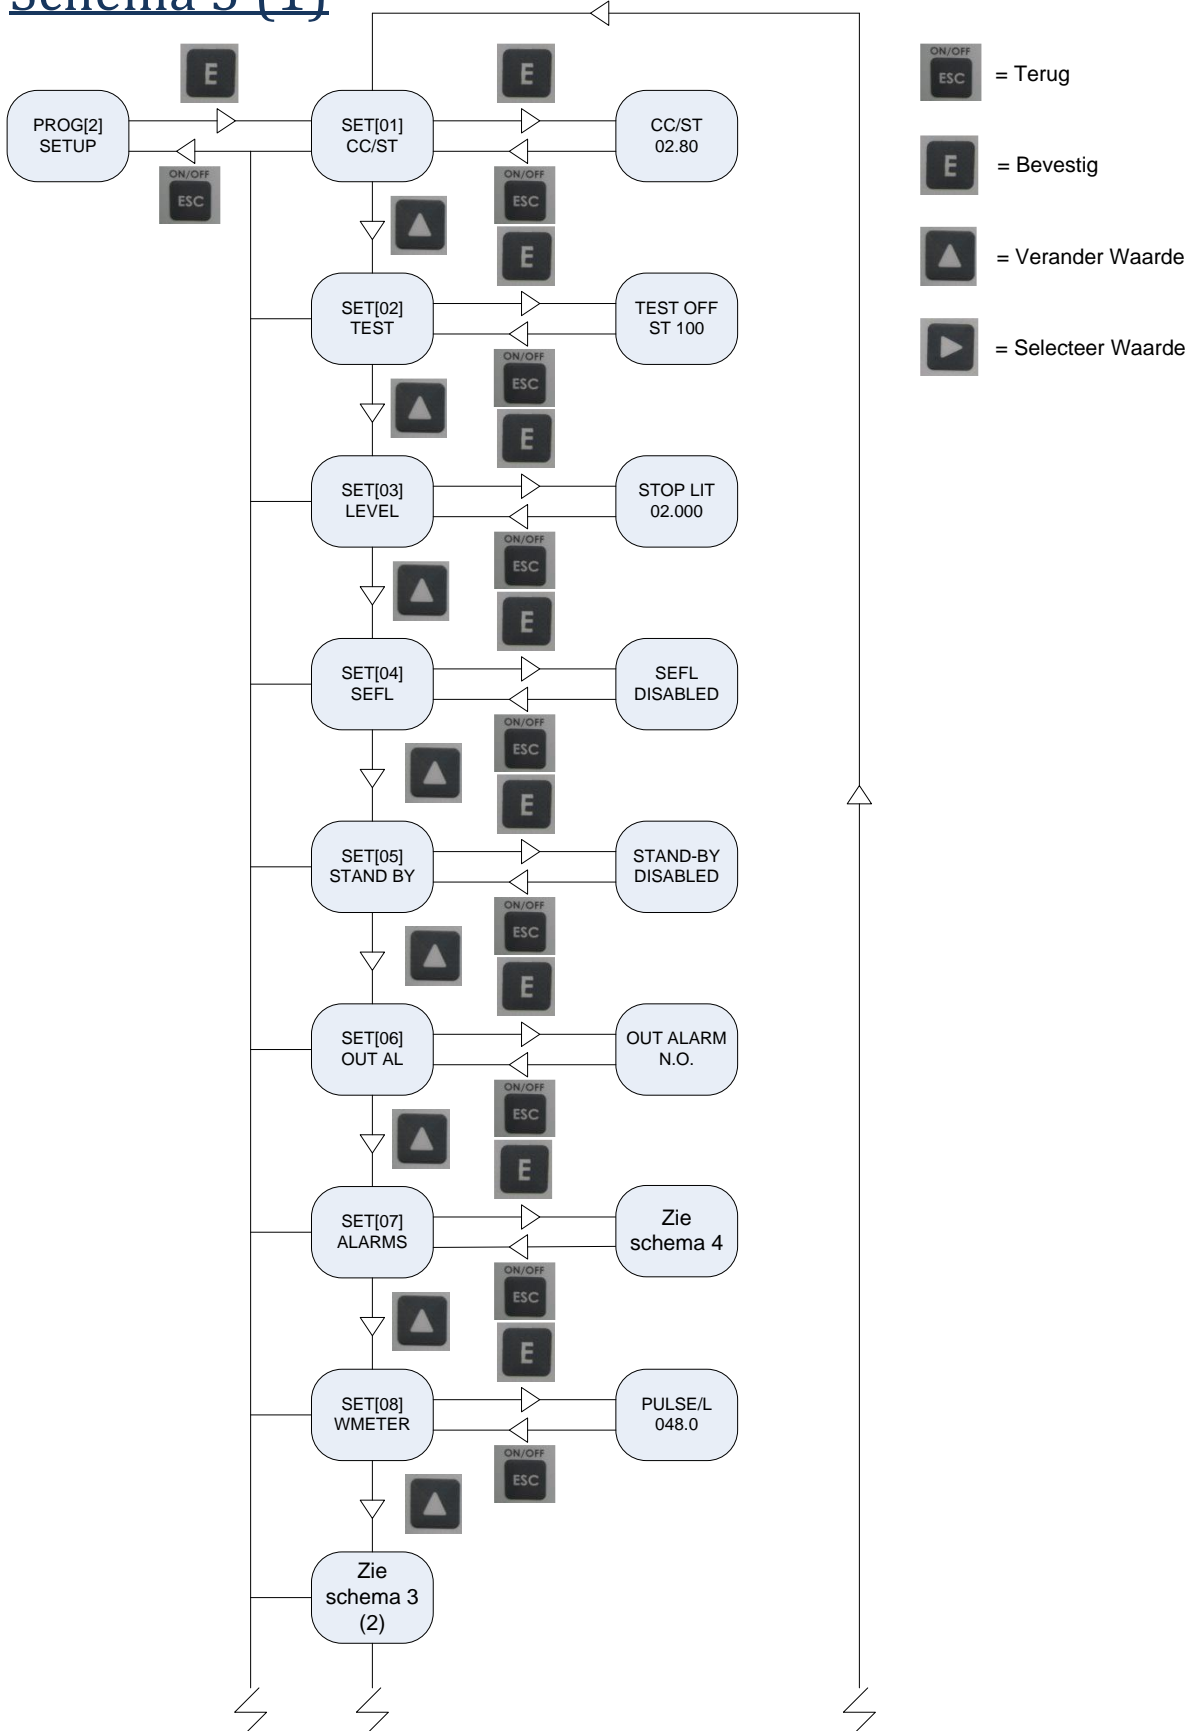 Schema 3 (1)
E
E
ON/OFF
ESC
= Terug
PROG[2]
SETUP
SET[01]
CC/ST
CC/ST
02.80
ON/OFF
ESC
ON/OFF
ESC
E
= Bevestig
E
= Verander Waarde
SET[02]
TEST
TEST OFF
ST 100
= Selecteer Waarde
ON/OFF
ESC
E
SET[03]
LEVEL
STOP LIT
02.000
ON/OFF
ESC
E
SET[04]
SEFL
SEFL
DISABLED
ON/OFF
ESC
E
SET[05]
STAND BY
STAND-BY
DISABLED
ON/OFF
ESC
E
SET[06]
OUT AL
OUT ALARM
N.O.
ON/OFF
ESC
E
SET[07]
ALARMS
Zie
schema 4
ON/OFF
ESC
E
SET[08]
WMETER
PULSE/L
048.0
ON/OFF
ESC
Zie
schema 3
(2)